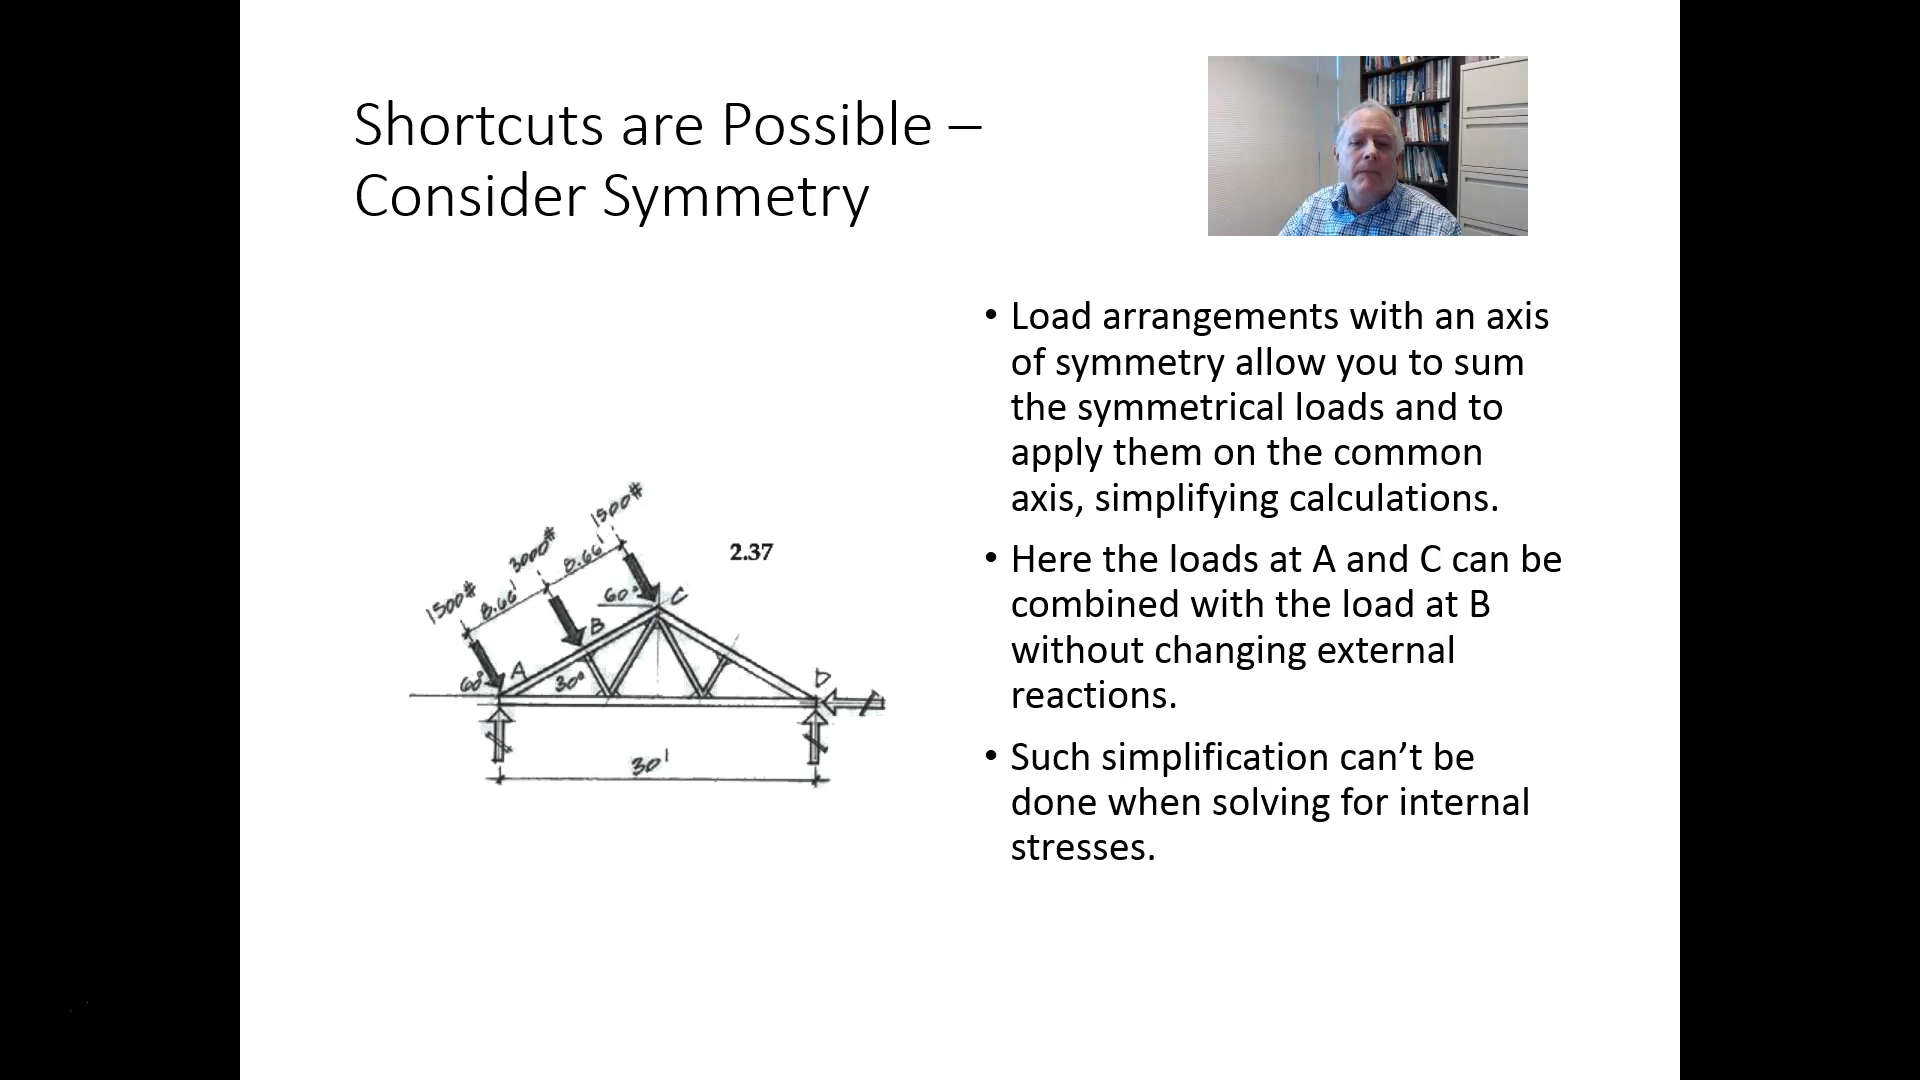 Shortcuts are Possible –
Consider Symmetry
• Load arrangements with an axis
of symmetry allow you to sum
the symmetrical loads and to
apply them on the common
axis, simplifying calculations.
• Here the loads at A and C can be
combined with the load at B
without changing external
reactions.
• Such simplification can’t be
done when solving for internal
stresses.
1500#
3000#
8.66'
1500#
8.66'
2.37
60°
C
B
A
60°
30°
D
30'